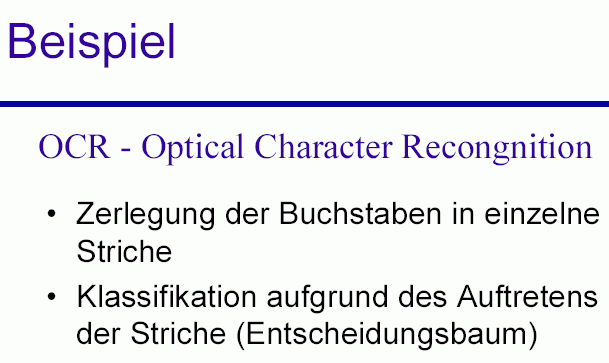 Beispiel
OCR - Optical Character Recongnition
• Zerlegung der Buchstaben in einzelne
Striche
• Klassifikation aufgrund des Auftretens
der Striche (Entscheidungsbaum)